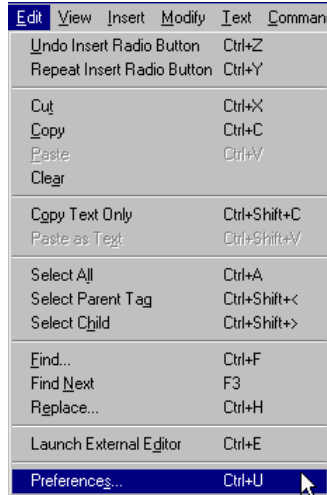 Edit View Insert Modify Text Comman
Undo Insert Radio Button Ctrl+Z
Repeat Insert Radio Button Ctrl+Y
Cut Ctrl+X
Copy Ctrl+C
Paste Ctrl+V
Clear
Copy Text Only Ctrl+Shift+C
Paste as Text Ctrl+Shift+V
Select All Ctrl+A
Select Parent Tag Ctrl+Shift+<
Select Child Ctrl+Shift+>
Find... Ctrl+F
Find Next F3
Replace... Ctrl+H
Launch External Editor Ctrl+E
Preferences... Ctrl+U